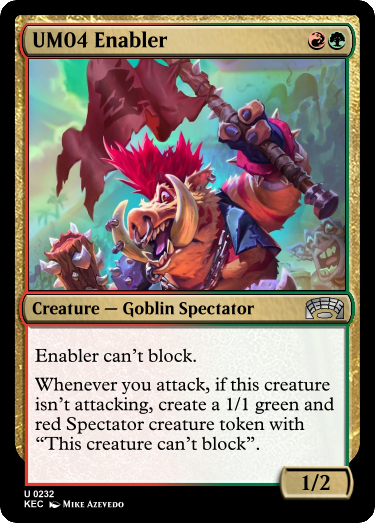 UM04 Enabler
Creature — Goblin Spectator
Enabler can’t block.
Whenever you attack, if this creature
isn’t attacking, create a 1/1 green and
red Spectator creature token with
“This creature can’t block”.
1/2
U 0232
KEC Mike Azevedo